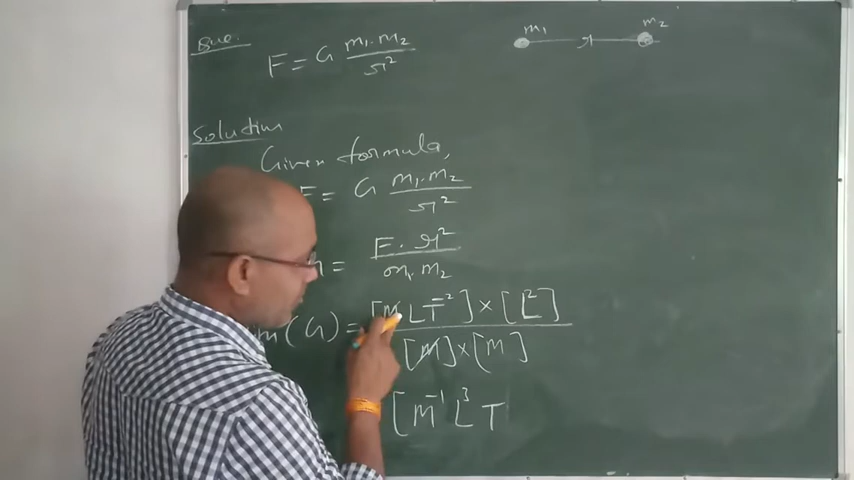 Que.
F = G m₁.m₂ / r²
m₁ m₂
r
Solution
Given formula,
F = G m₁.m₂ / r²
= F. r² / m₁.m₂
m(G) = [M L T⁻²] × [L²] / [M] × [M]
[M⁻¹ L³ T